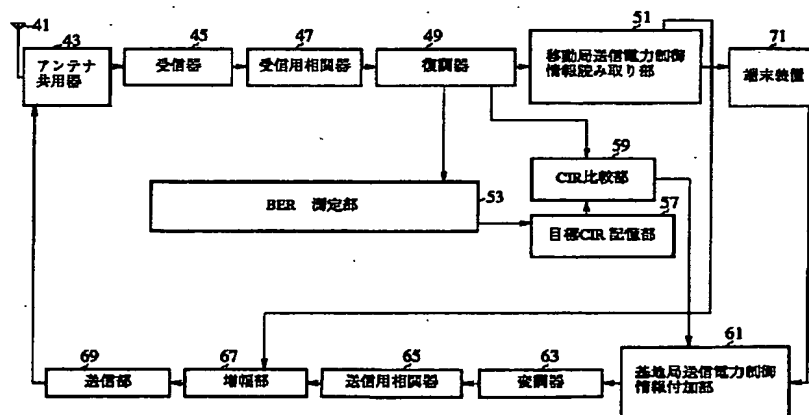 41
43
アンテナ
共用器
45
受信器
47
受信用相関器
49
復調器
51
移動局送信電力制御
情報読み取り部
71
端末装置
59
CIR比較部
BER 測定部
53
57
目標CIR 記憶部
61
基地局送信電力制御
情報付加部
63
変調器
65
送信用相関器
67
増幅部
69
送信部